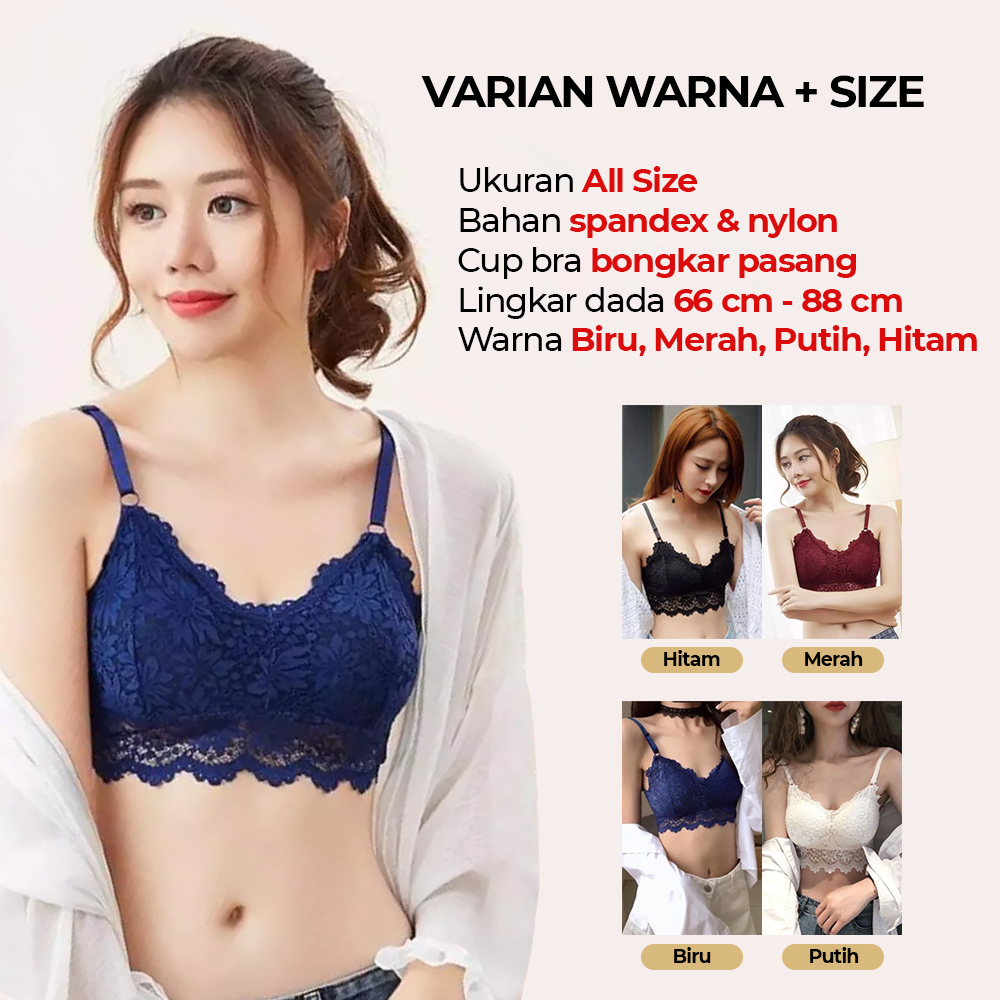 VARIAN WARNA + SIZE
Ukuran All Size
Bahan spandex & nylon
Cup bra bongkar pasang
Lingkar dada 66 cm - 88 cm
Warna Biru, Merah, Putih, Hitam
Hitam
Merah
Biru
Putih